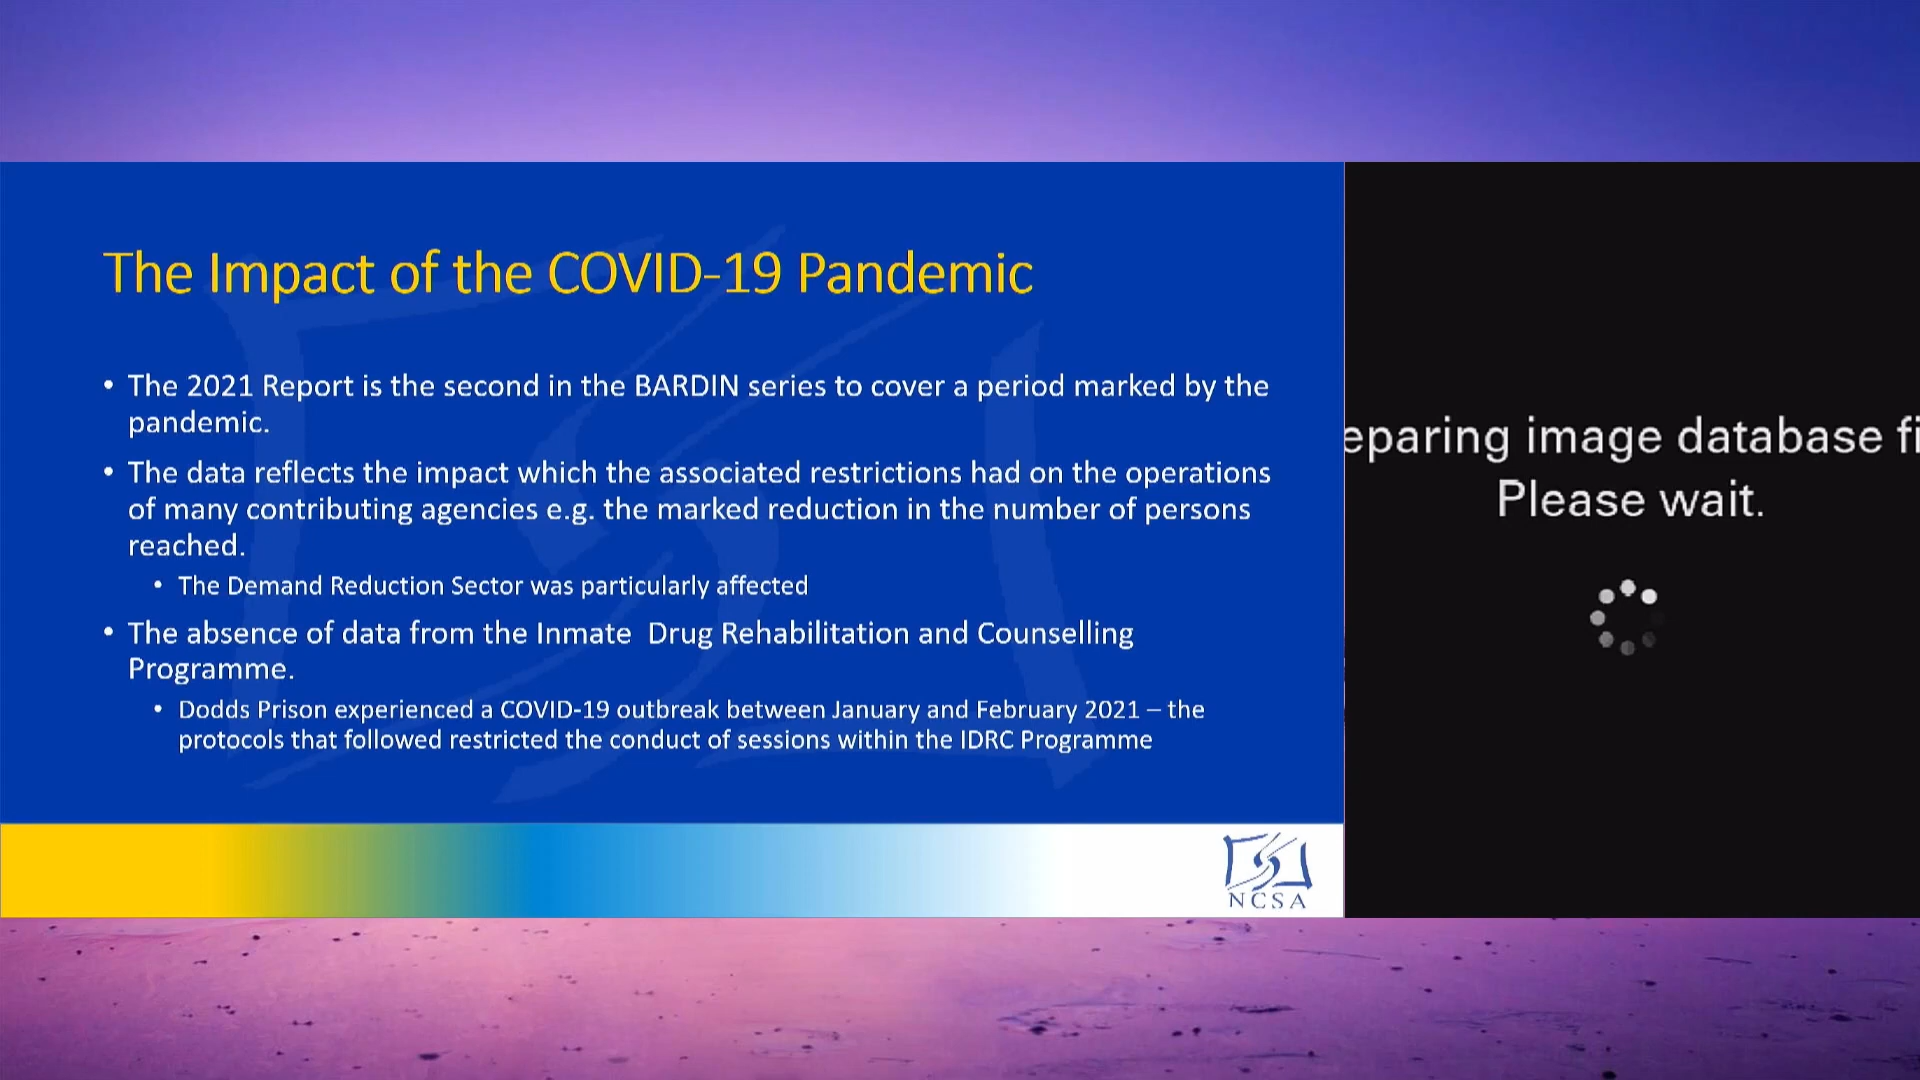 The Impact of the COVID-19 Pandemic
• The 2021 Report is the second in the BARDIN series to cover a period marked by the
pandemic.
• The data reflects the impact which the associated restrictions had on the operations
of many contributing agencies e.g. the marked reduction in the number of persons
reached.
• The Demand Reduction Sector was particularly affected
• The absence of data from the Inmate Drug Rehabilitation and Counselling
Programme.
• Dodds Prison experienced a COVID-19 outbreak between January and February 2021 – the
protocols that followed restricted the conduct of sessions within the IDRC Programme
NCSA
eparing image database fi
Please wait.